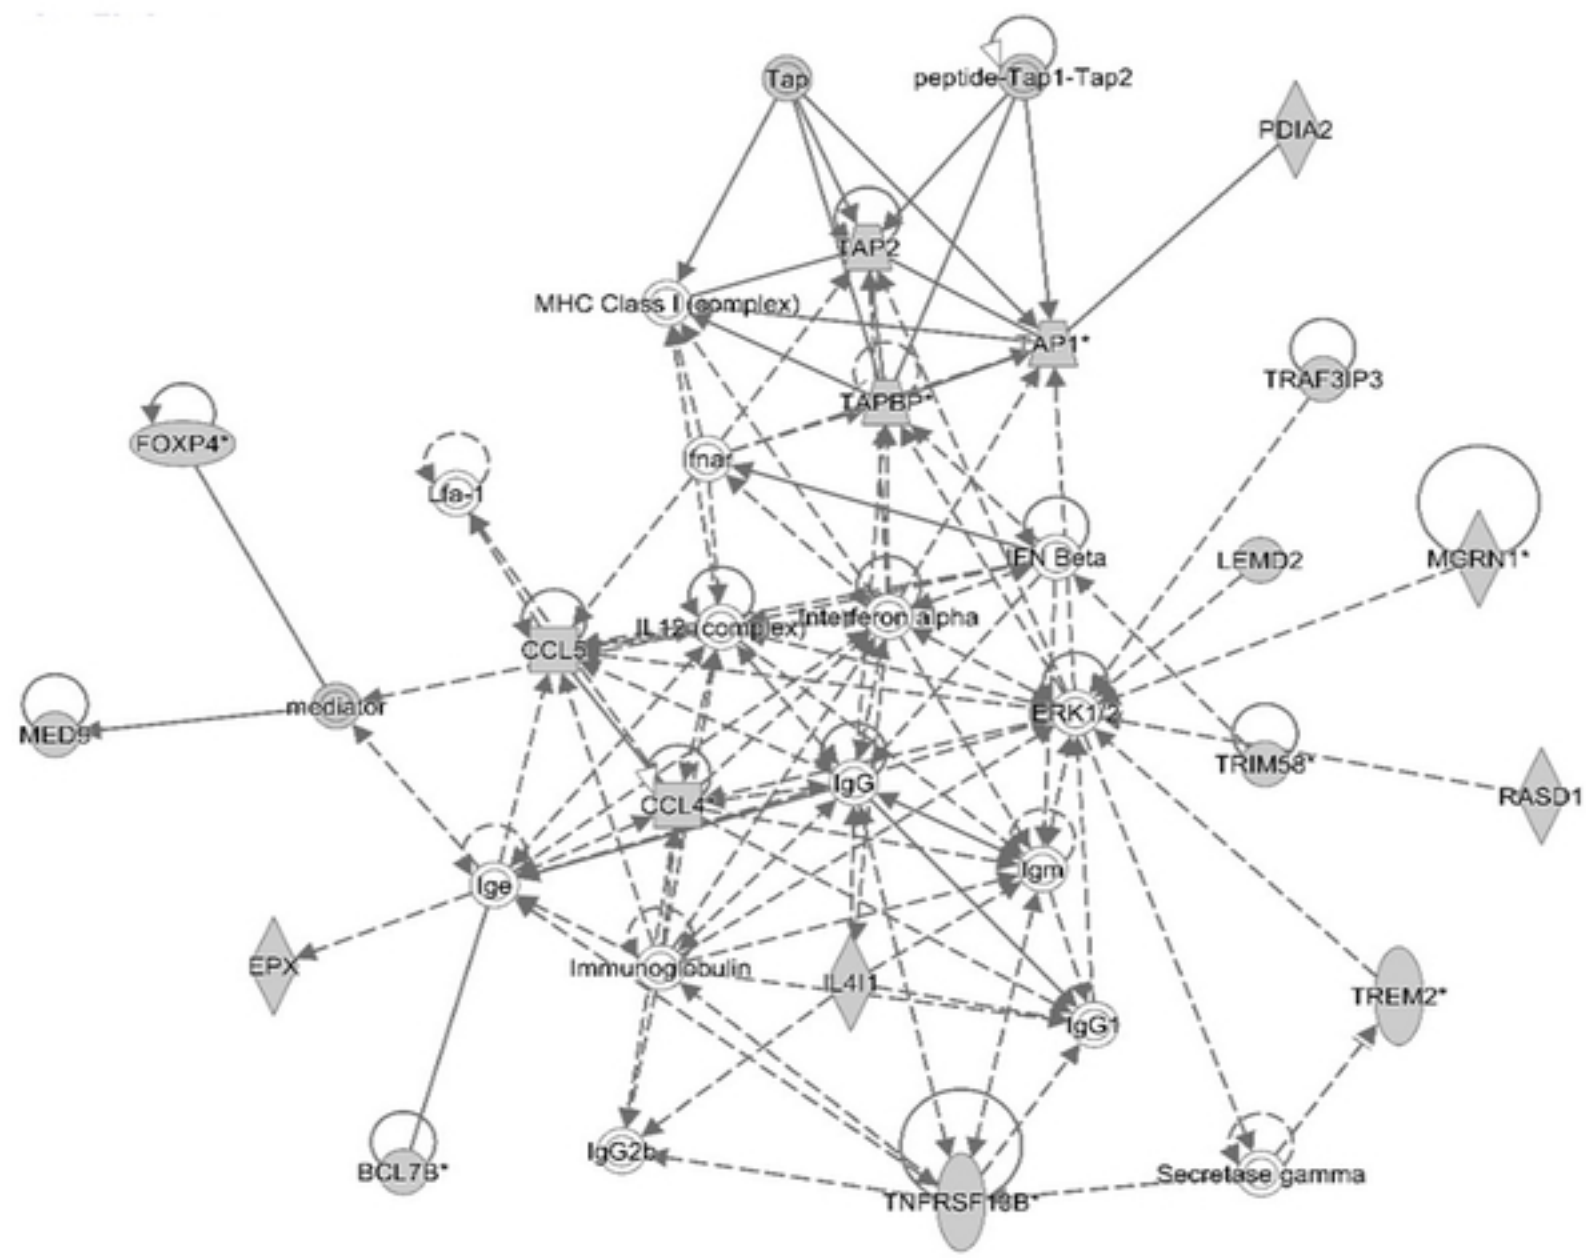 Tap
peptide-Tap1-Tap2
PDIA2
TAP2
MHC Class I (complex)
TAP1*
TRAF3IP3
TAPBP*
FOXP4*
Ifnar
Lfa-1
IFN Beta
LEMD2
MGRN1*
IL12 (complex)
Interferon alpha
CCL5
mediator
ERK1/2
MED9
TRIM58*
IgG
RASD1
CCL4*
Igm
Ige
EPX
Immunoglobulin
IL4I1
TREM2*
IgG1
IgG2b
BCL7B*
Secretase gamma
TNFRSF13B*